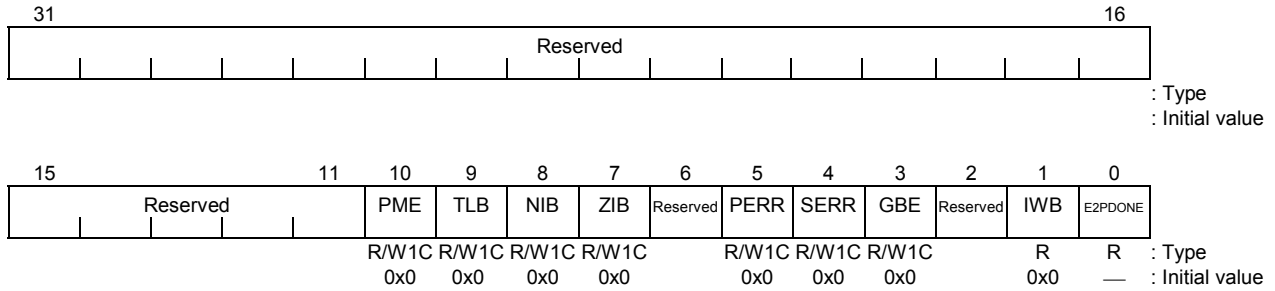 31 16
Reserved
: Type
: Initial value
15 11 10 9 8 7 6 5 4 3 2 1 0
Reserved PME TLB NIB ZIB Reserved PERR SERR GBE Reserved IWB E2PDONE
R/W1C R/W1C R/W1C R/W1C R/W1C R/W1C R/W1C R R : Type
0x0 0x0 0x0 0x0 0x0 0x0 0x0 0x0 — : Initial value